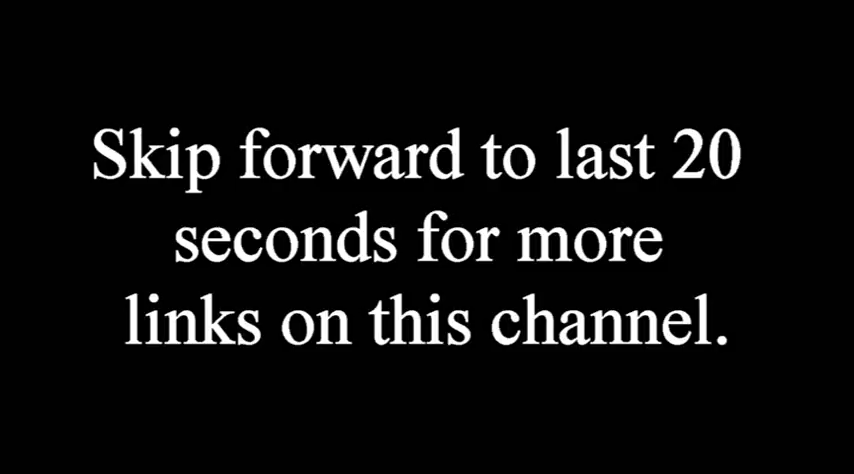 Skip forward to last 20
seconds for more
links on this channel.